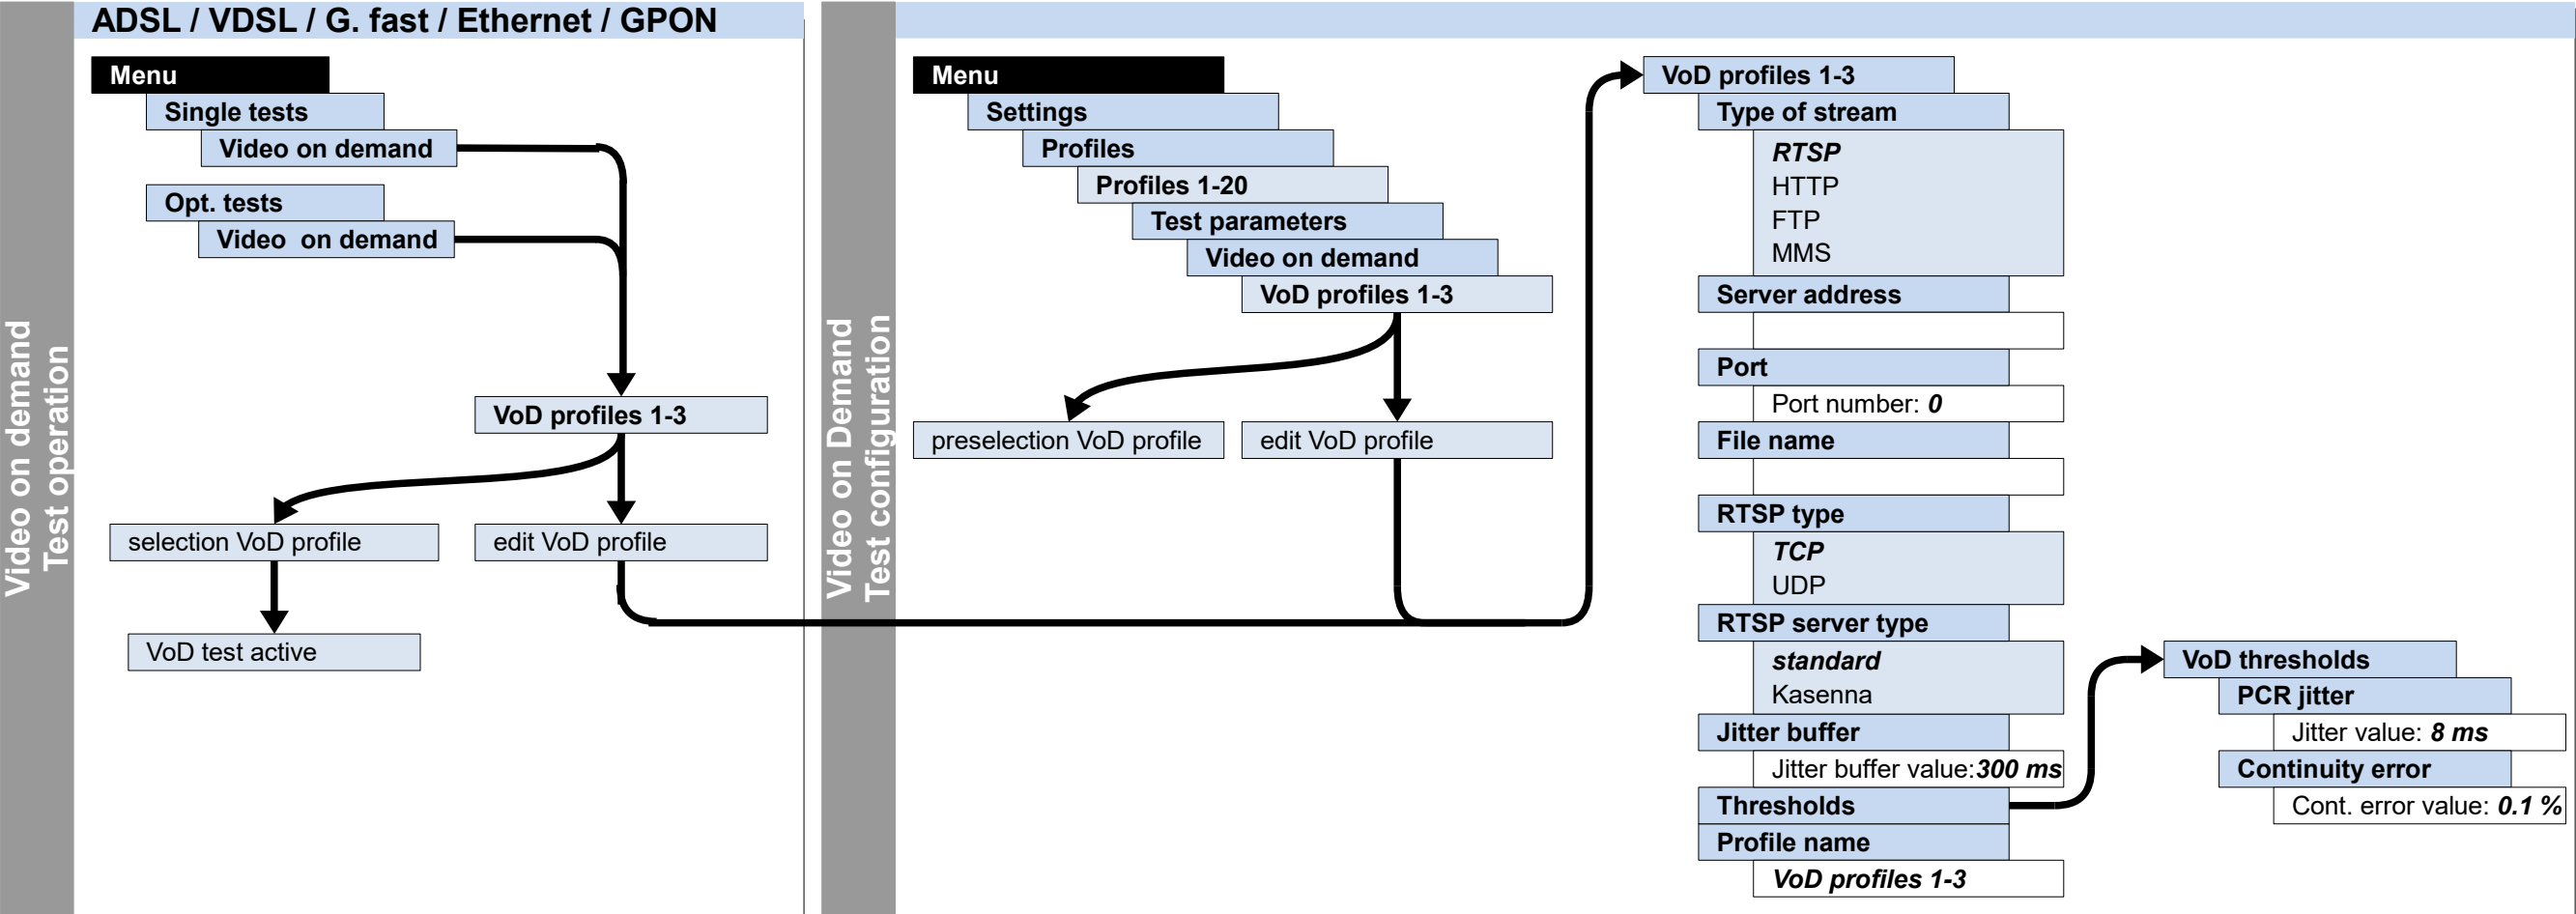 ADSL / VDSL / G. fast / Ethernet / GPON
Video on demand
Test operation
Menu
Single tests
Video on demand
Opt. tests
Video on demand
VoD profiles 1-3
selection VoD profile
edit VoD profile
VoD test active
Video on Demand
Test configuration
Menu
Settings
Profiles
Profiles 1-20
Test parameters
Video on demand
VoD profiles 1-3
preselection VoD profile
edit VoD profile
VoD profiles 1-3
Type of stream
RTSP
HTTP
FTP
MMS
Server address
Port
Port number: 0
File name
RTSP type
TCP
UDP
RTSP server type
standard
Kasenna
Jitter buffer
Jitter buffer value:300 ms
Thresholds
Profile name
VoD profiles 1-3
VoD thresholds
PCR jitter
Jitter value: 8 ms
Continuity error
Cont. error value: 0.1 %